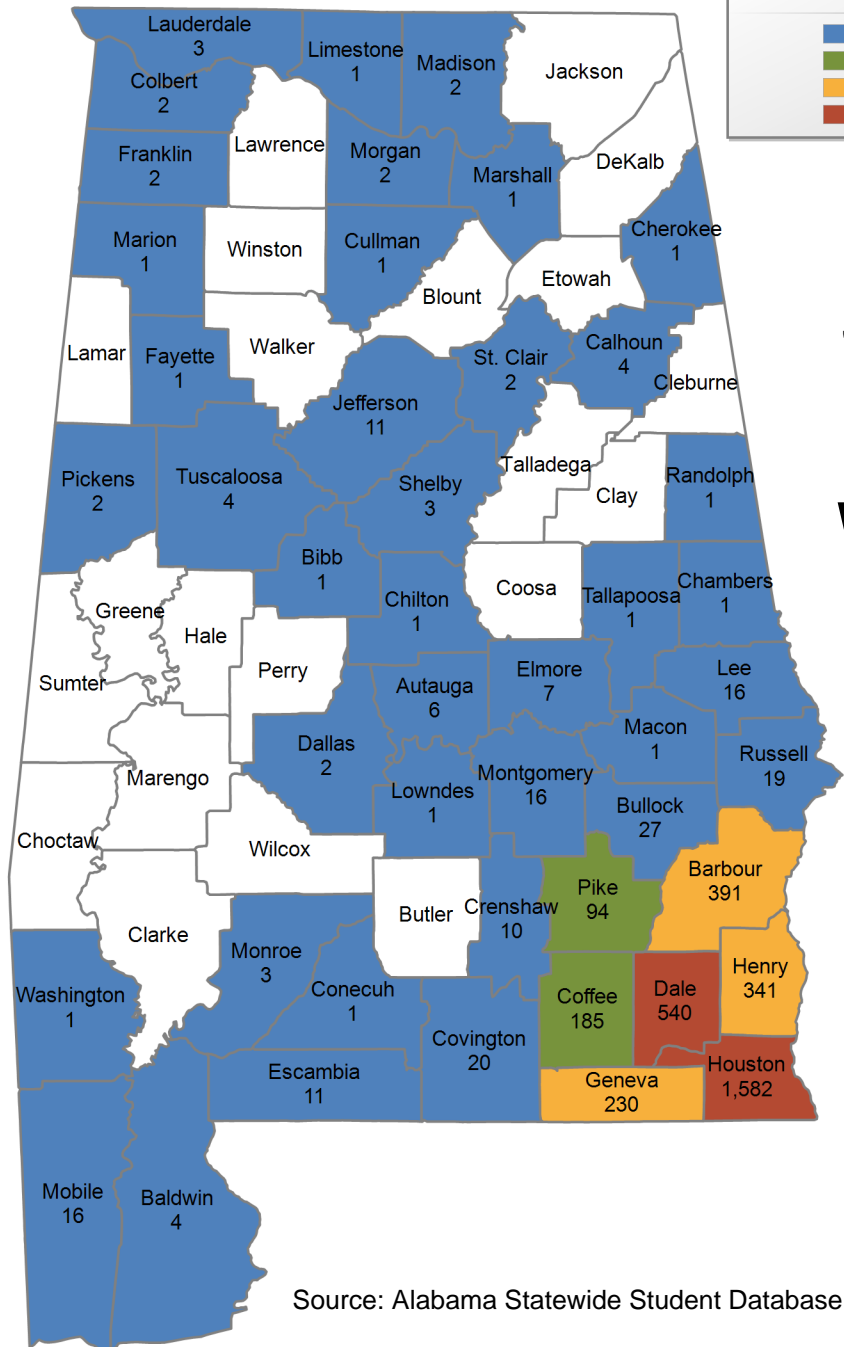 Lauderdale
3
Limestone
1
Madison
2
Jackson
Colbert
2
Lawrence
Franklin
2
Morgan
2
DeKalb
Marshall
1
Marion
1
Winston
Cullman
1
Cherokee
1
Blount
Etowah
Lamar
Fayette
1
Walker
St. Clair
2
Calhoun
4
Cleburne
Jefferson
11
Pickens
2
Tuscaloosa
4
Shelby
3
Talladega
Clay
Randolph
1
Bibb
1
Chilton
1
Coosa
Tallapoosa
1
Chambers
1
Greene
Hale
Perry
Sumter
Autauga
6
Elmore
7
Lee
16
Dallas
2
Macon
1
Russell
19
Marengo
Lowndes
1
Montgomery
16
Bullock
27
Choctaw
Wilcox
Barbour
391
Pike
94
Clarke
Butler
Crenshaw
10
Monroe
3
Henry
341
Washington
1
Conecuh
1
Coffee
185
Dale
540
Covington
20
Escambia
11
Geneva
230
Houston
1,582
Mobile
16
Baldwin
4
Source: Alabama Statewide Student Database